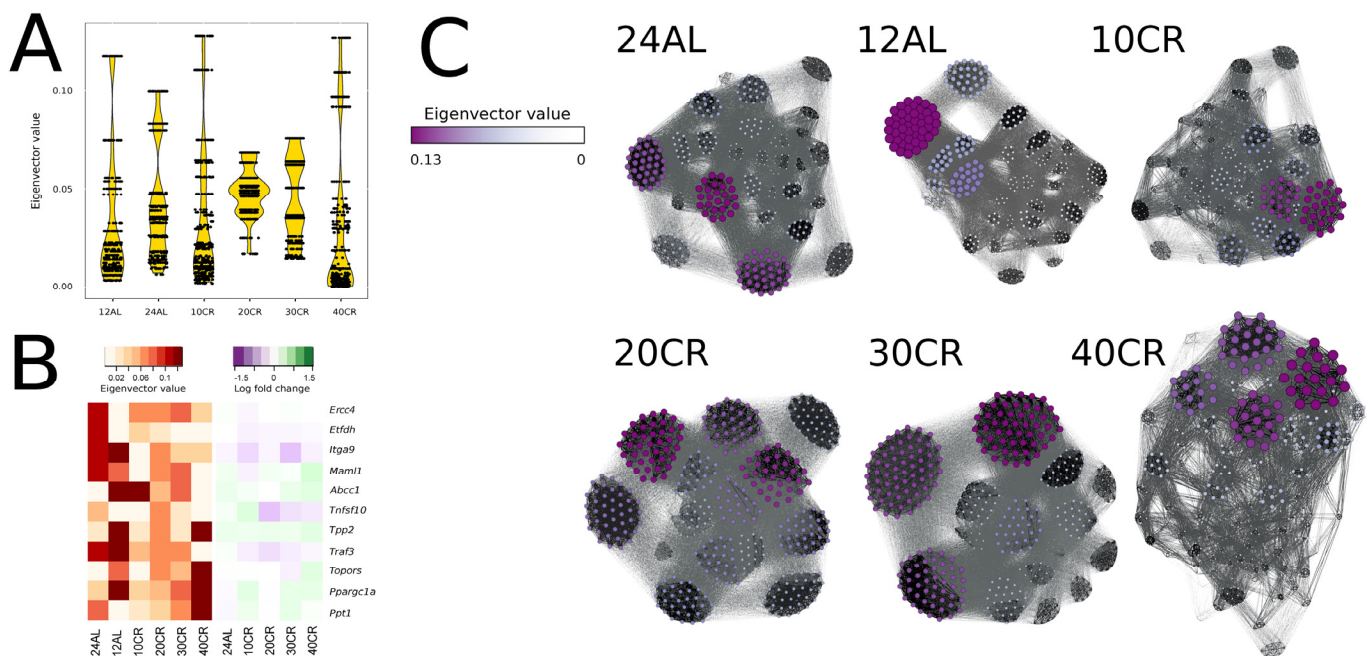 A
Eigenvector value
0.10
0.05
0.00
12AL 24AL 10CR 20CR 30CR 40CR
B
0.02 0.06 0.1
Eigenvector value
-1.5 0 1.5
Log fold change
Ercc4
Etfdh
Itga9
Maml1
Abcc1
Tnfsf10
Tpp2
Traf3
Topors
Ppargc1a
Ppt1
24AL 12AL 10CR 20CR 30CR 40CR 24AL 10CR 20CR 30CR 40CR
C
Eigenvector value
0.13 0
24AL 12AL 10CR
20CR 30CR 40CR